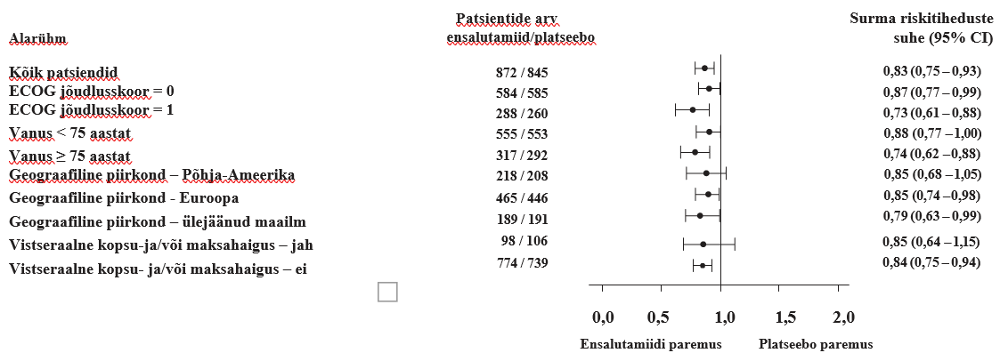 Patsientide arv
ensalutamiid/platseebo
Surma riskitiheduste
suhe (95% CI)
Alarühm
Kõik patsiendid 872 / 845 0,83 (0,75 – 0,93)
ECOG jõudlusskoor = 0 584 / 585 0,87 (0,77 – 0,99)
ECOG jõudlusskoor = 1 288 / 260 0,73 (0,61 – 0,88)
Vanus < 75 aastat 555 / 553 0,88 (0,77 – 1,00)
Vanus ≥ 75 aastat 317 / 292 0,74 (0,62 – 0,88)
Geograafiline piirkond – Põhja-Ameerika 218 / 208 0,85 (0,68 – 1,05)
Geograafiline piirkond - Euroopa 465 / 446 0,85 (0,74 – 0,98)
Geograafiline piirkond – ülejäänud maailm 189 / 191 0,79 (0,63 – 0,99)
Vistseraalne kopsu-ja/või maksahaigus – jah 98 / 106 0,85 (0,64 – 1,15)
Vistseraalne kopsu- ja/või maksahaigus – ei 774 / 739 0,84 (0,75 – 0,94)
0,0 0,5 1,0 1,5 2,0
Ensalutamiidi paremus Platseebo paremus